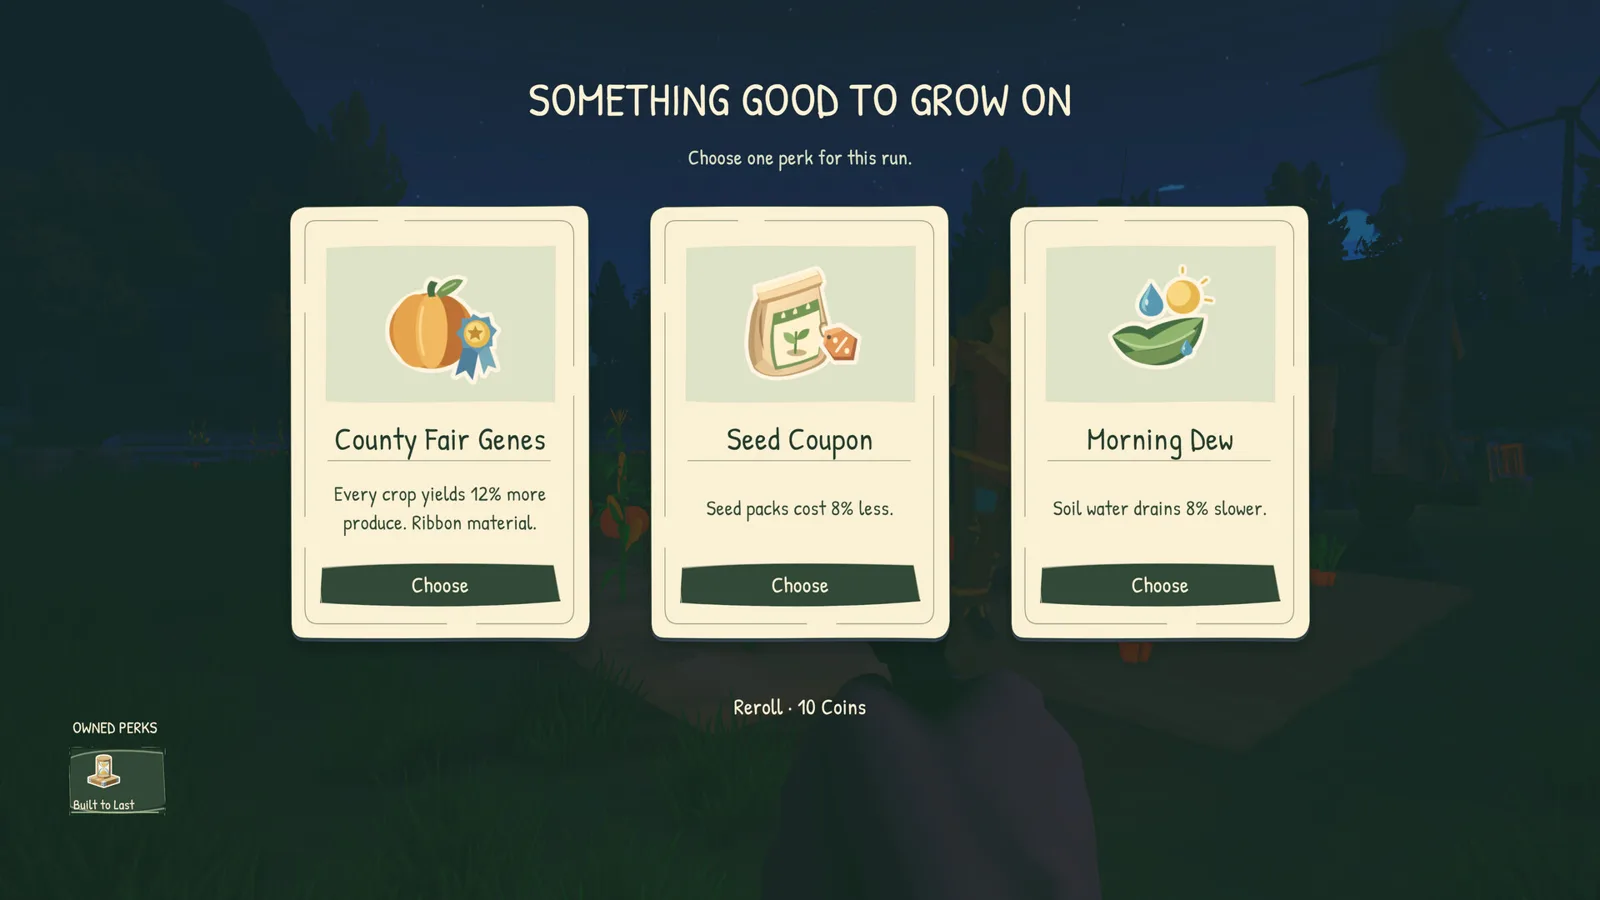 SOMETHING GOOD TO GROW ON
Choose one perk for this run.
County Fair Genes
Every crop yields 12% more
produce. Ribbon material.
Choose
Seed Coupon
Seed packs cost 8% less.
Choose
Morning Dew
Soil water drains 8% slower.
Choose
Reroll · 10 Coins
OWNED PERKS
Built to Last